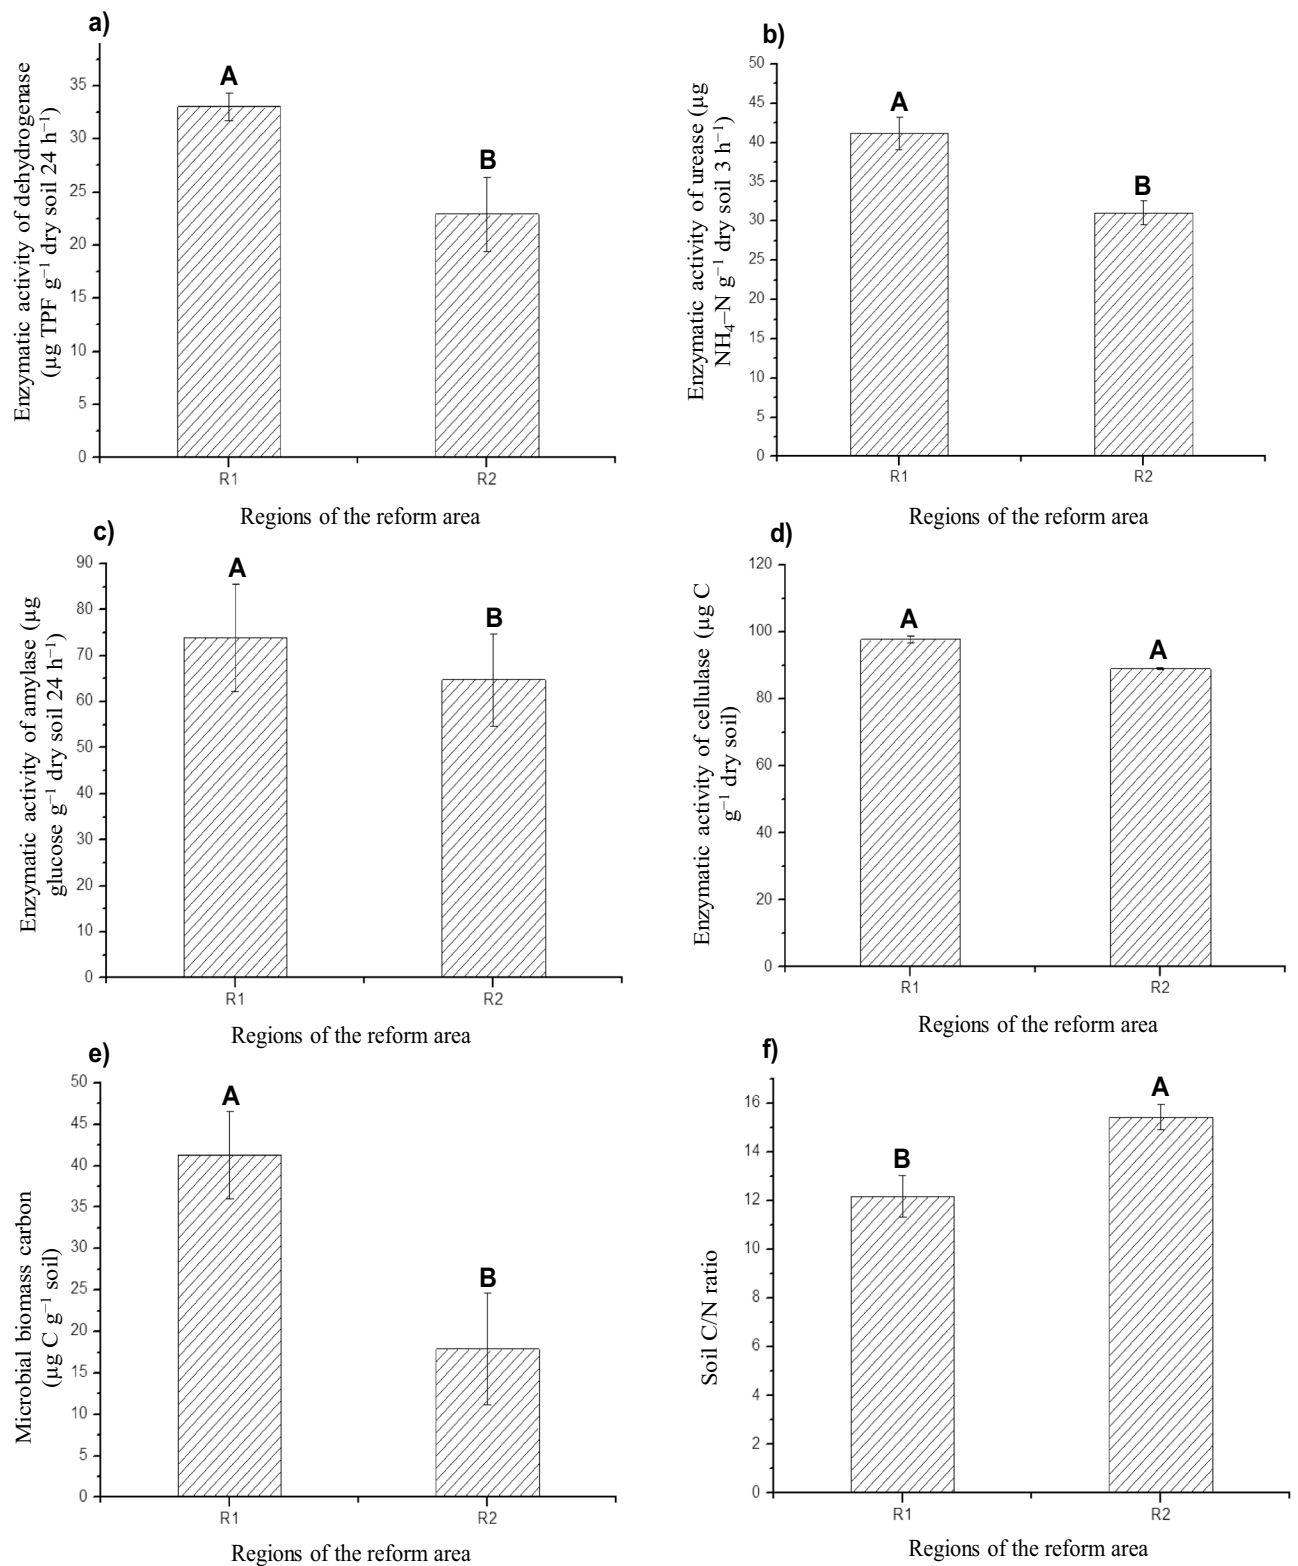 a)
Enzymatic activity of dehydrogenase
(µg TPF g⁻¹ dry soil 24 h⁻¹)
35
30
25
20
15
10
5
0
A
B
R1
R2
Regions of the reform area
b)
Enzymatic activity of urease (µg
NH₄–N g⁻¹ dry soil 3 h⁻¹)
50
45
40
35
30
25
20
15
10
5
0
A
B
R1
R2
Regions of the reform area
c)
Enzymatic activity of amylase (µg
glucose g⁻¹ dry soil 24 h⁻¹)
90
80
70
60
50
40
30
20
10
0
A
B
R1
R2
Regions of the reform area
d)
Enzymatic activity of cellulase (µg C
g⁻¹ dry soil)
120
100
80
60
40
20
0
A
A
R1
R2
Regions of the reform area
e)
Microbial biomass carbon
(µg C g⁻¹ soil)
50
45
40
35
30
25
20
15
10
5
0
A
B
R1
R2
Regions of the reform area
f)
Soil C/N ratio
16
14
12
10
8
6
4
2
0
B
A
R1
R2
Regions of the reform area